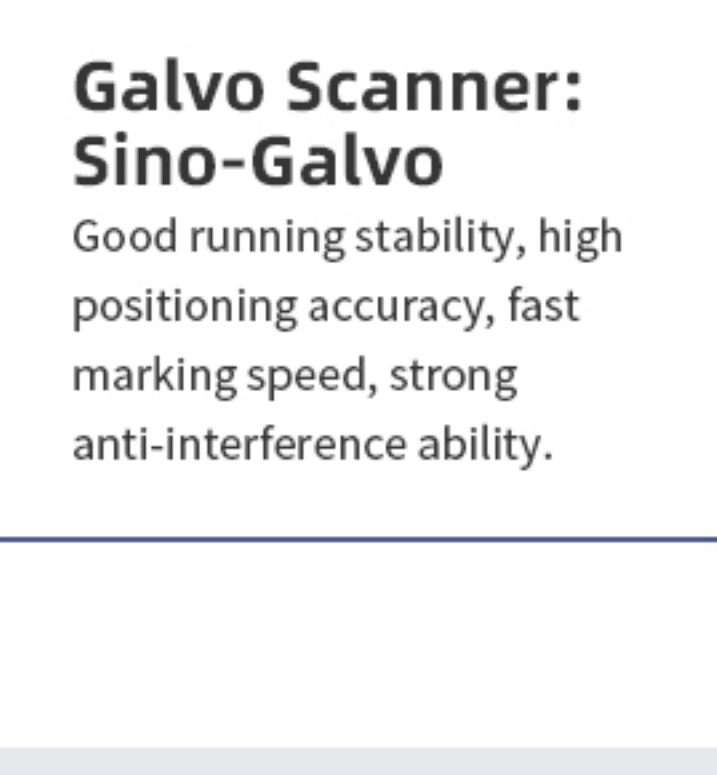 Galvo Scanner:
Sino-Galvo
Good running stability, high
positioning accuracy, fast
marking speed, strong
anti-interference ability.